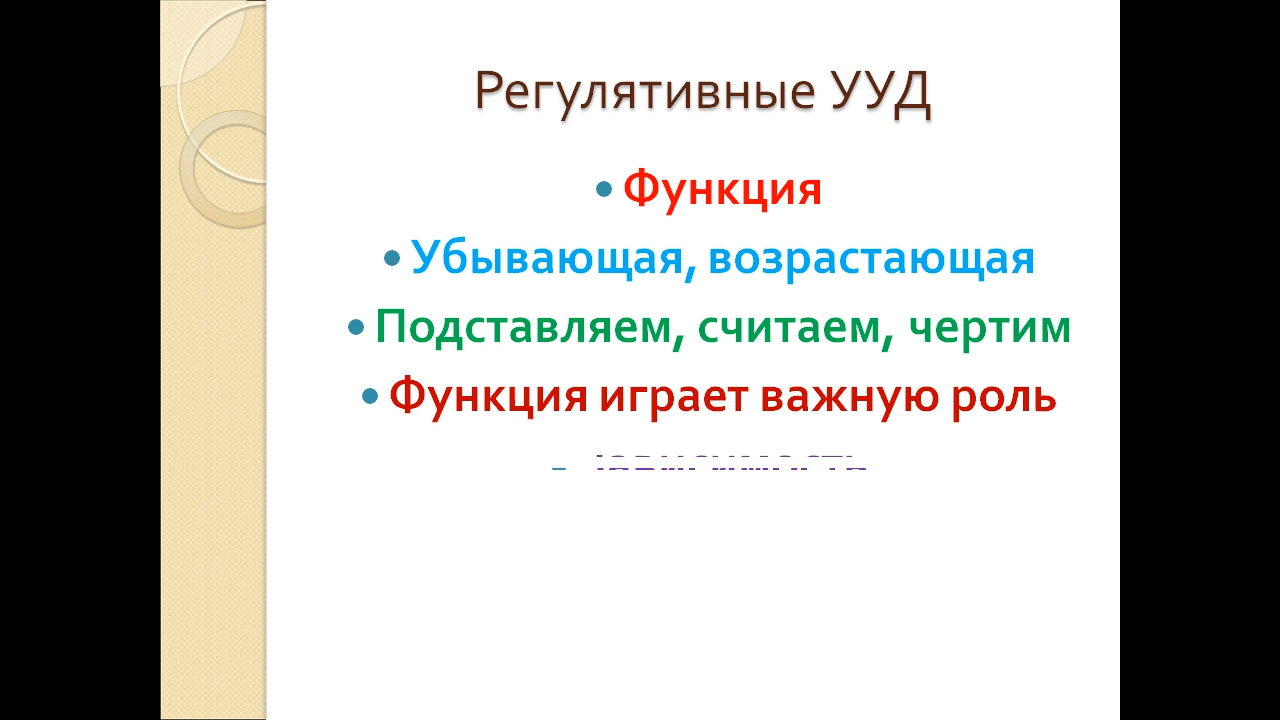 Регулятивные УУД
Функция
Убывающая, возрастающая
Подставляем, считаем, чертим
Функция играет важную роль